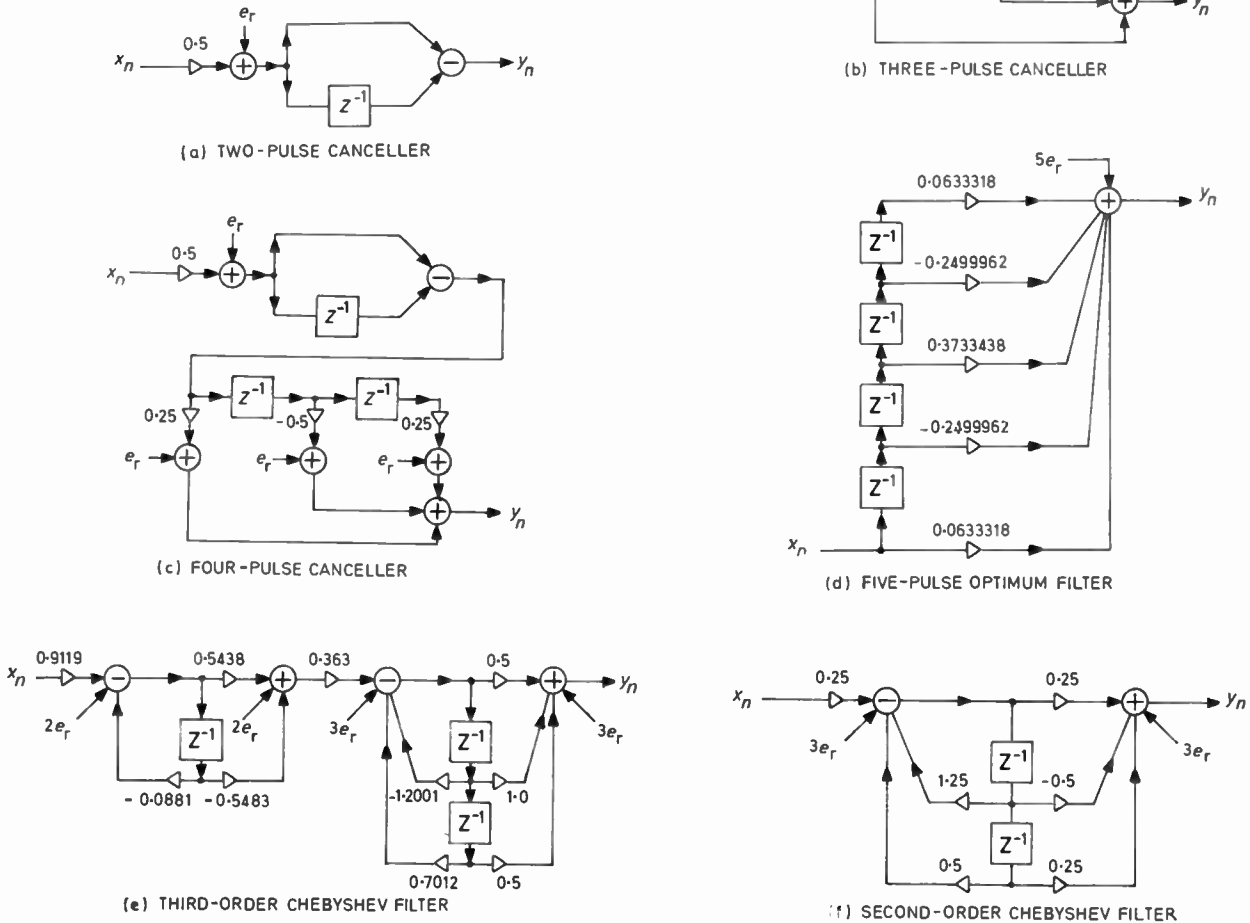 e_r
0·5
x_n
+
−
y_n
Z⁻¹
(a) TWO-PULSE CANCELLER
+
y_n
(b) THREE-PULSE CANCELLER
e_r
0·5
x_n
+
−
Z⁻¹
Z⁻¹
Z⁻¹
0·25
-0·5
0·25
e_r
+
e_r
+
e_r
+
+
y_n
(c) FOUR-PULSE CANCELLER
5e_r
0·0633318
+
y_n
Z⁻¹
-0·2499962
Z⁻¹
0·3733438
Z⁻¹
-0·2499962
Z⁻¹
0·0633318
x_n
(d) FIVE-PULSE OPTIMUM FILTER
x_n
0·9119
−
0·5438
+
0·363
−
0·5
+
y_n
2e_r
2e_r
3e_r
3e_r
Z⁻¹
Z⁻¹
-0·0881
-0·5483
-1·2001
1·0
Z⁻¹
0·7012
0·5
(e) THIRD-ORDER CHEBYSHEV FILTER
x_n
0·25
−
0·25
+
y_n
3e_r
3e_r
Z⁻¹
1·25
-0·5
Z⁻¹
0·5
0·25
(f) SECOND-ORDER CHEBYSHEV FILTER